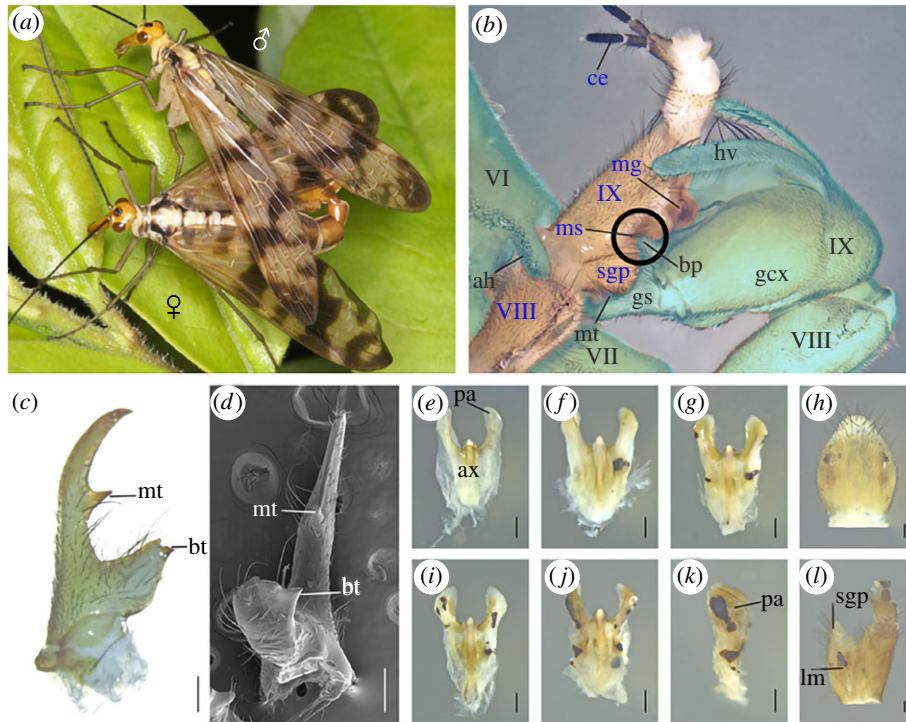 (a)
♂
♀
(b)
ce
hv
VI
mg
IX
ms
IX
ah
sgp
bp
gcx
VIII
gs
mt
VII
VIII
(c)
mt
bt
(d)
mt
bt
(e)
pa
ax
(f)
(g)
(h)
(i)
(j)
(k)
pa
(l)
sgp
lm